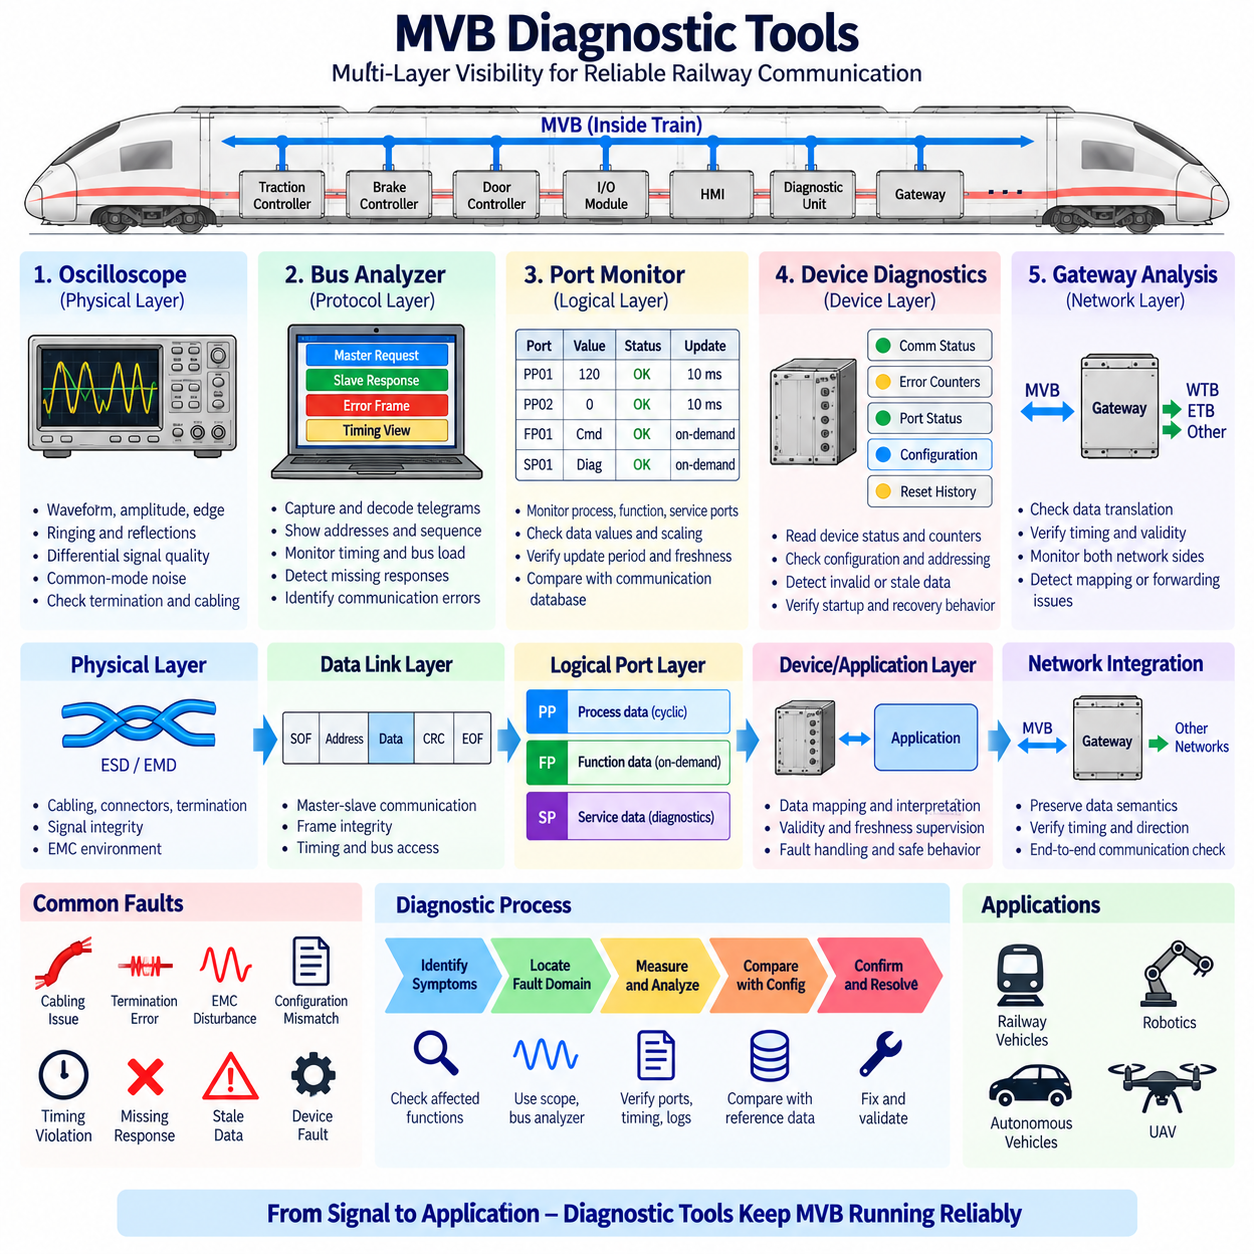 MVB Diagnostic Tools
Multi-Layer Visibility for Reliable Railway Communication
MVB (Inside Train)
Traction
Controller
Brake
Controller
Door
Controller
I/O
Module
HMI
Diagnostic
Unit
Gateway
1. Oscilloscope
(Physical Layer)
• Waveform, amplitude, edge
• Ringing and reflections
• Differential signal quality
• Common-mode noise
• Check termination and cabling
2. Bus Analyzer
(Protocol Layer)
Master Request
Slave Response
Error Frame
Timing View
• Capture and decode telegrams
• Show addresses and sequence
• Monitor timing and bus load
• Detect missing responses
• Identify communication errors
3. Port Monitor
(Logical Layer)
Port Value Status Update
PP01 120 OK 10 ms
PP02 0 OK 10 ms
FP01 Cmd OK on-demand
SP01 Diag OK on-demand
• Monitor process, function, service ports
• Check data values and scaling
• Verify update period and freshness
• Compare with communication
database
4. Device Diagnostics
(Device Layer)
Comm Status
Error Counters
Port Status
Configuration
Reset History
• Read device status and counters
• Check configuration and addressing
• Detect invalid or stale data
• Verify startup and recovery behavior
5. Gateway Analysis
(Network Layer)
MVB
Gateway
WTB
ETB
Other
• Check data translation
• Verify timing and validity
• Monitor both network sides
• Detect mapping or forwarding
issues
Physical Layer
ESD / EMD
• Cabling, connectors, termination
• Signal integrity
• EMC environment
Data Link Layer
SOF Address Data CRC EOF
• Master-slave communication
• Frame integrity
• Timing and bus access
Logical Port Layer
PP Process data (cyclic)
FP Function data (on-demand)
SP Service data (diagnostics)
Device/Application Layer
Application
• Data mapping and interpretation
• Validity and freshness supervision
• Fault handling and safe behavior
Network Integration
MVB
Gateway
Other
Networks
• Preserve data semantics
• Verify timing and direction
• End-to-end communication check
Common Faults
Cabling
Issue
Termination
Error
EMC
Disturbance
Configuration
Mismatch
Timing
Violation
Missing
Response
Stale
Data
Device
Fault
Diagnostic Process
Identify
Symptoms
Locate
Fault Domain
Measure
and Analyze
Compare
with Config
Confirm
and Resolve
Check affected
functions
Use scope,
bus analyzer
Verify ports,
timing, logs
Compare with
reference data
Fix and
validate
Applications
Railway
Vehicles
Robotics
Autonomous
Vehicles
UAV
From Signal to Application – Diagnostic Tools Keep MVB Running Reliably